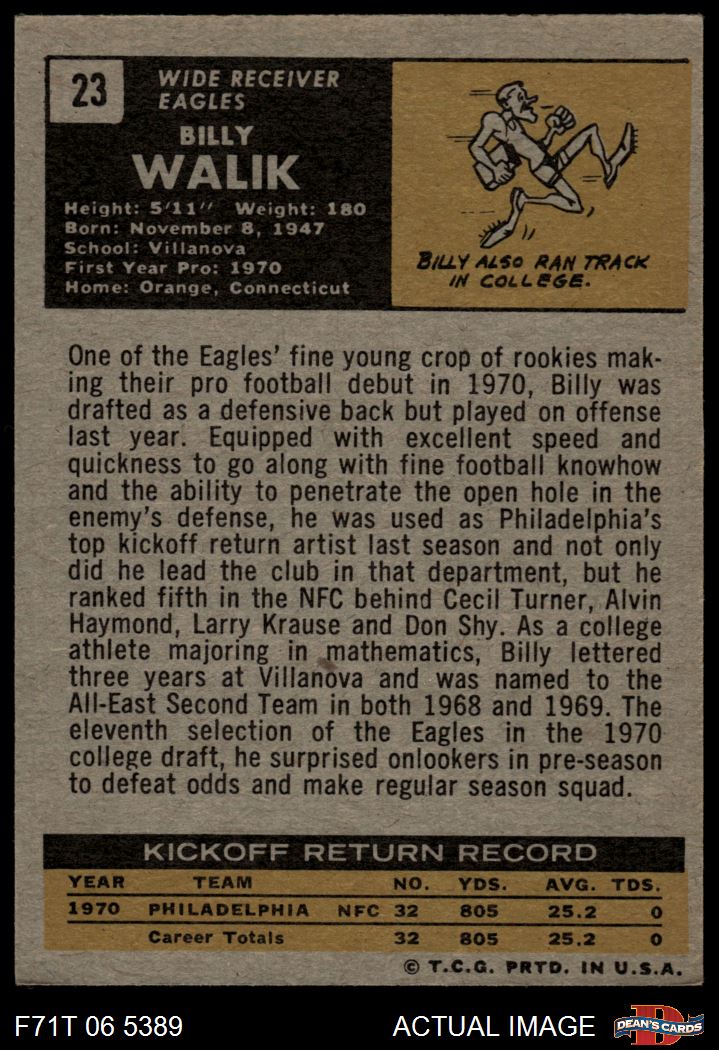 23
WIDE RECEIVER
EAGLES
BILLY
WALIK
Height: 5'11" Weight: 180
Born: November 8, 1947
School: Villanova
First Year Pro: 1970
Home: Orange, Connecticut
BILLY ALSO RAN TRACK
IN COLLEGE.
One of the Eagles' fine young crop of rookies mak-
ing their pro football debut in 1970, Billy was
drafted as a defensive back but played on offense
last year. Equipped with excellent speed and
quickness to go along with fine football knowhow
and the ability to penetrate the open hole in the
enemy's defense, he was used as Philadelphia's
top kickoff return artist last season and not only
did he lead the club in that department, but he
ranked fifth in the NFC behind Cecil Turner, Alvin
Haymond, Larry Krause and Don Shy. As a college
athlete majoring in mathematics, Billy lettered
three years at Villanova and was named to the
All-East Second Team in both 1968 and 1969. The
eleventh selection of the Eagles in the 1970
college draft, he surprised onlookers in pre-season
to defeat odds and make regular season squad.
KICKOFF RETURN RECORD
YEAR TEAM NO. YDS. AVG. TDS.
1970 PHILADELPHIA NFC 32 805 25.2 0
Career Totals 32 805 25.2 0
© T.C.G. PRTD. IN U.S.A.
F71T 06 5389 ACTUAL IMAGE
D
DEAN'S CARDS